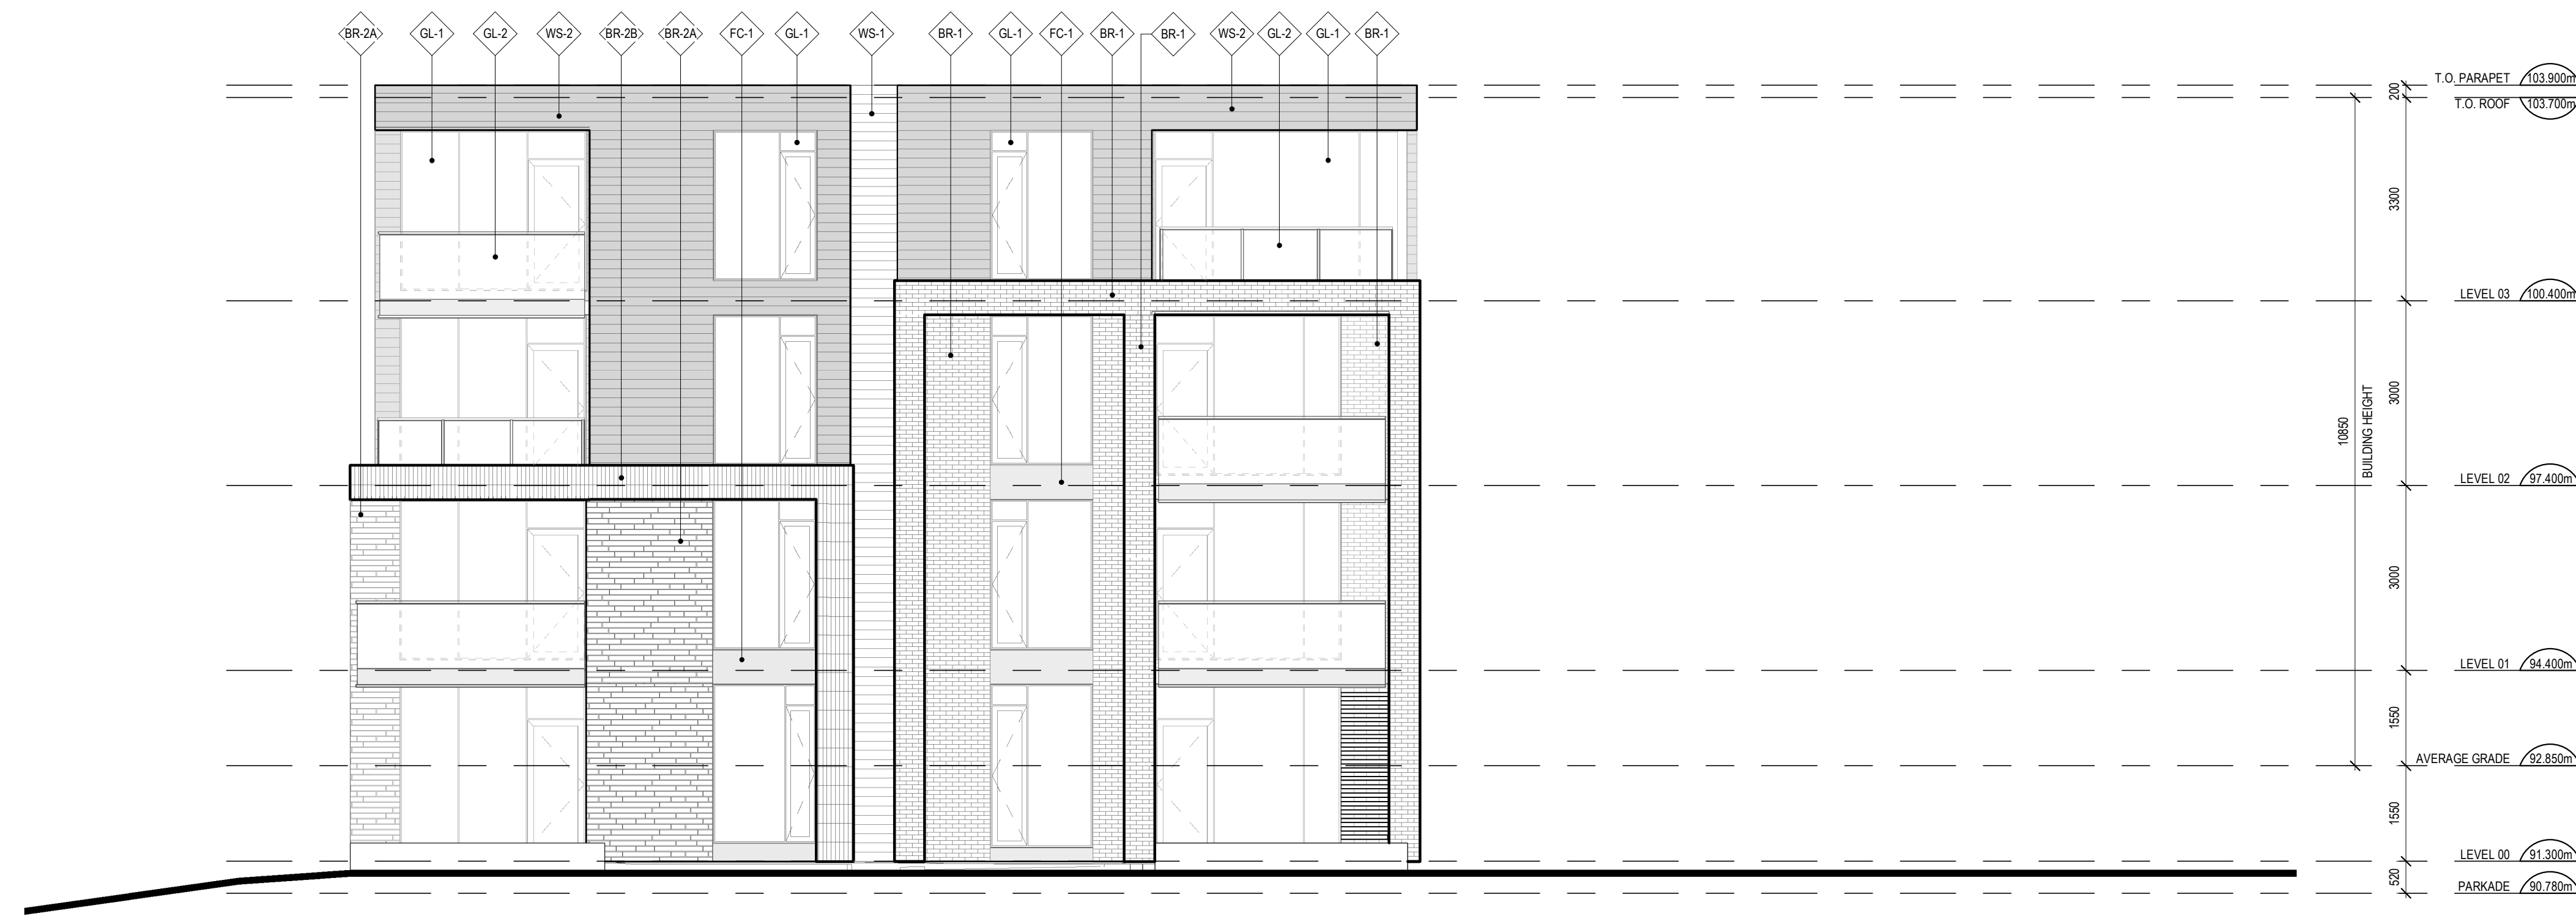 BR-2A
GL-1
GL-2
WS-2
BR-2B
BR-2A
FC-1
GL-1
WS-1
BR-1
GL-1
FC-1
BR-1
BR-1
WS-2
GL-2
GL-1
BR-1
T.O. PARAPET 103.900m
200
T.O. ROOF 103.700m
3300
LEVEL 03 100.400m
3000
10850
BUILDING HEIGHT
LEVEL 02 97.400m
3000
LEVEL 01 94.400m
1550
AVERAGE GRADE 92.850m
1550
LEVEL 00 91.300m
520
PARKADE 90.780m